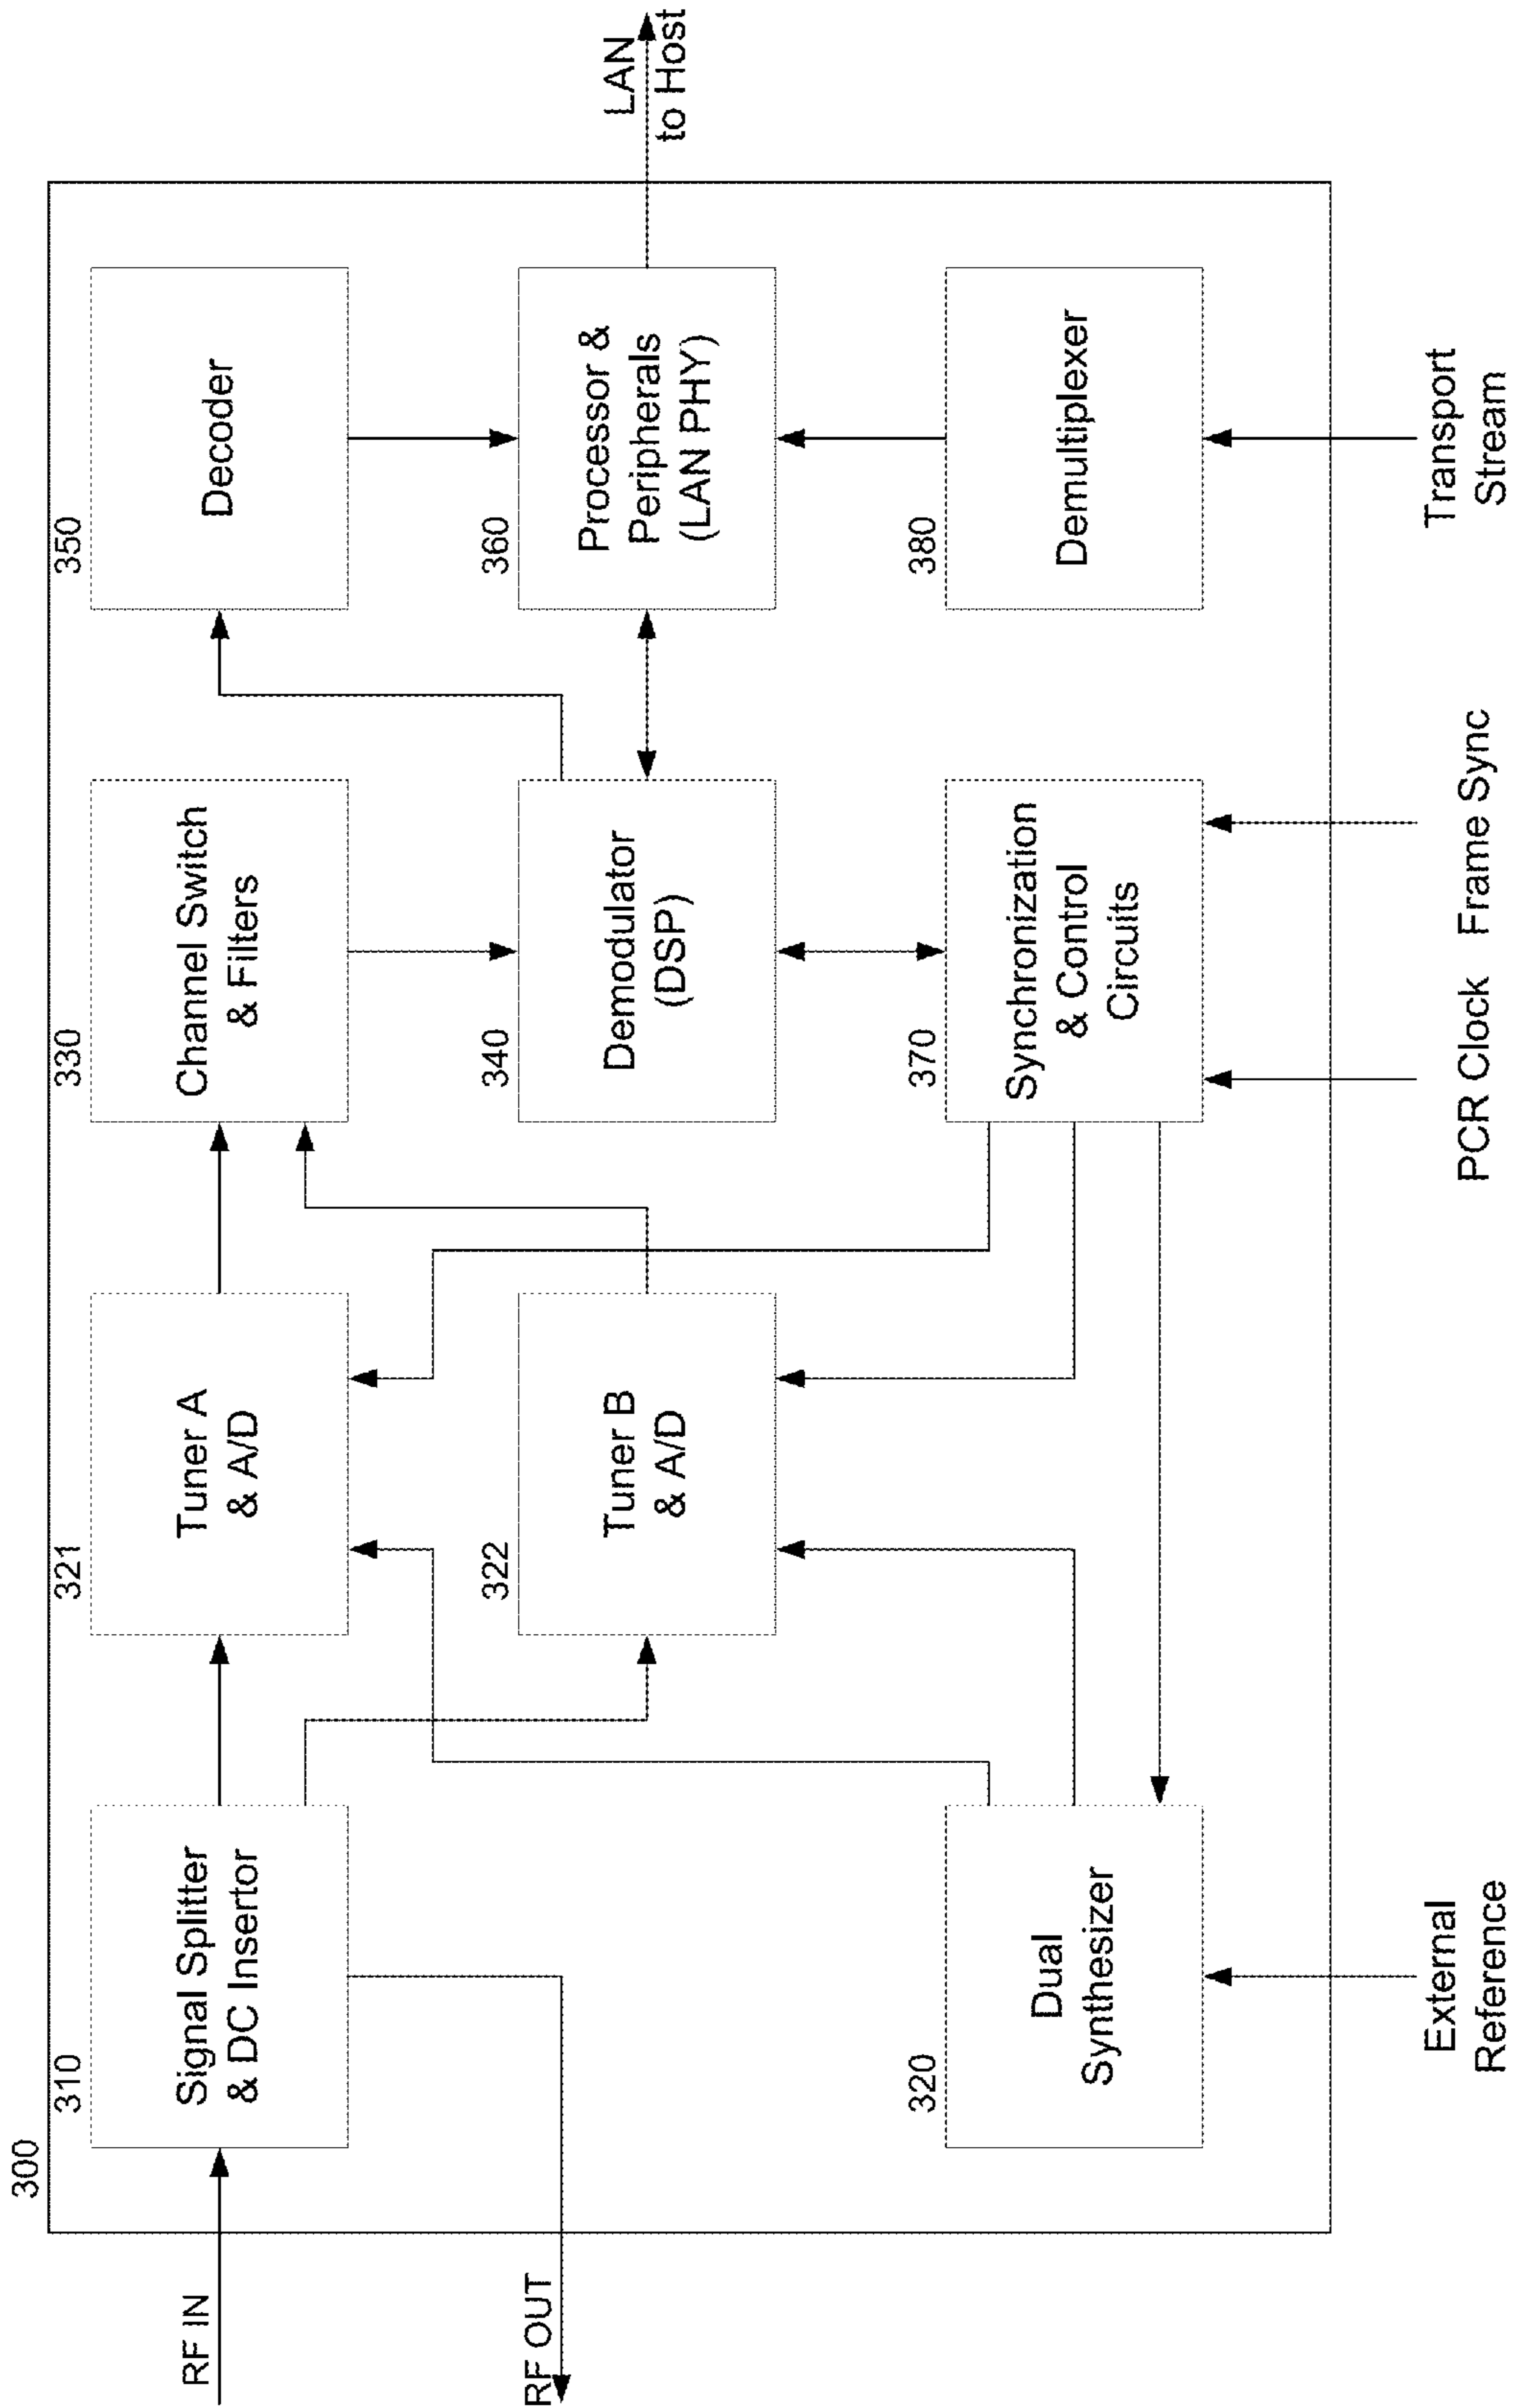 300
310
Signal Splitter
& DC Insertor
321
Tuner A
& A/D
330
Channel Switch
& Filters
350
Decoder
RF IN
RF OUT
322
Tuner B
& A/D
340
Demodulator
(DSP)
360
Processor &
Peripherals
(LAN PHY)
LAN
to Host
320
Dual
Synthesizer
370
Synchronization
& Control
Circuits
380
Demultiplexer
External
Reference
PCR Clock
Frame Sync
Transport
Stream